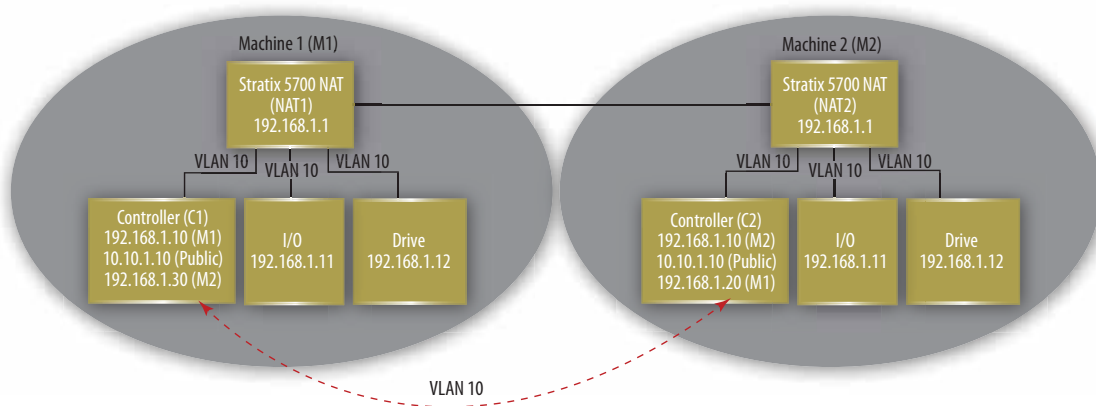 Machine 1 (M1)
Stratix 5700 NAT
(NAT1)
192.168.1.1
VLAN 10
VLAN 10
VLAN 10
Controller (C1)
192.168.1.10 (M1)
10.10.1.10 (Public)
192.168.1.30 (M2)
I/O
192.168.1.11
Drive
192.168.1.12
Machine 2 (M2)
Stratix 5700 NAT
(NAT2)
192.168.1.1
VLAN 10
VLAN 10
VLAN 10
Controller (C2)
192.168.1.10 (M2)
10.10.1.10 (Public)
192.168.1.20 (M1)
I/O
192.168.1.11
Drive
192.168.1.12
VLAN 10